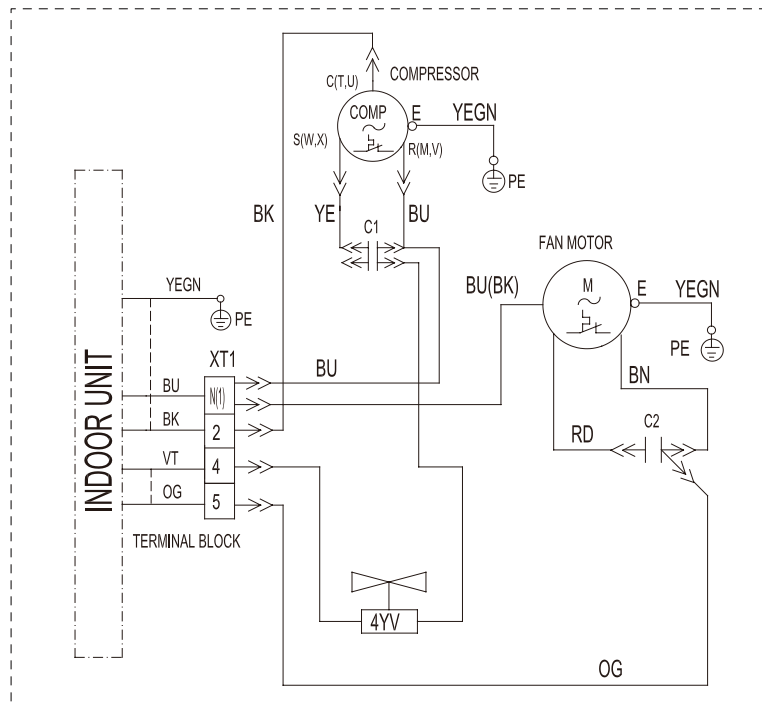 C(T,U)
COMPRESSOR
COMP
E
YEGN
S(W,X)
R(M,V)
PE
BK
YE
BU
C1
FAN MOTOR
BU(BK)
M
E
YEGN
YEGN
PE
PE
XT1
BU
BN
INDOOR UNIT
BU
N(1)
BK
2
C2
RD
VT
4
OG
5
TERMINAL BLOCK
4YV
OG